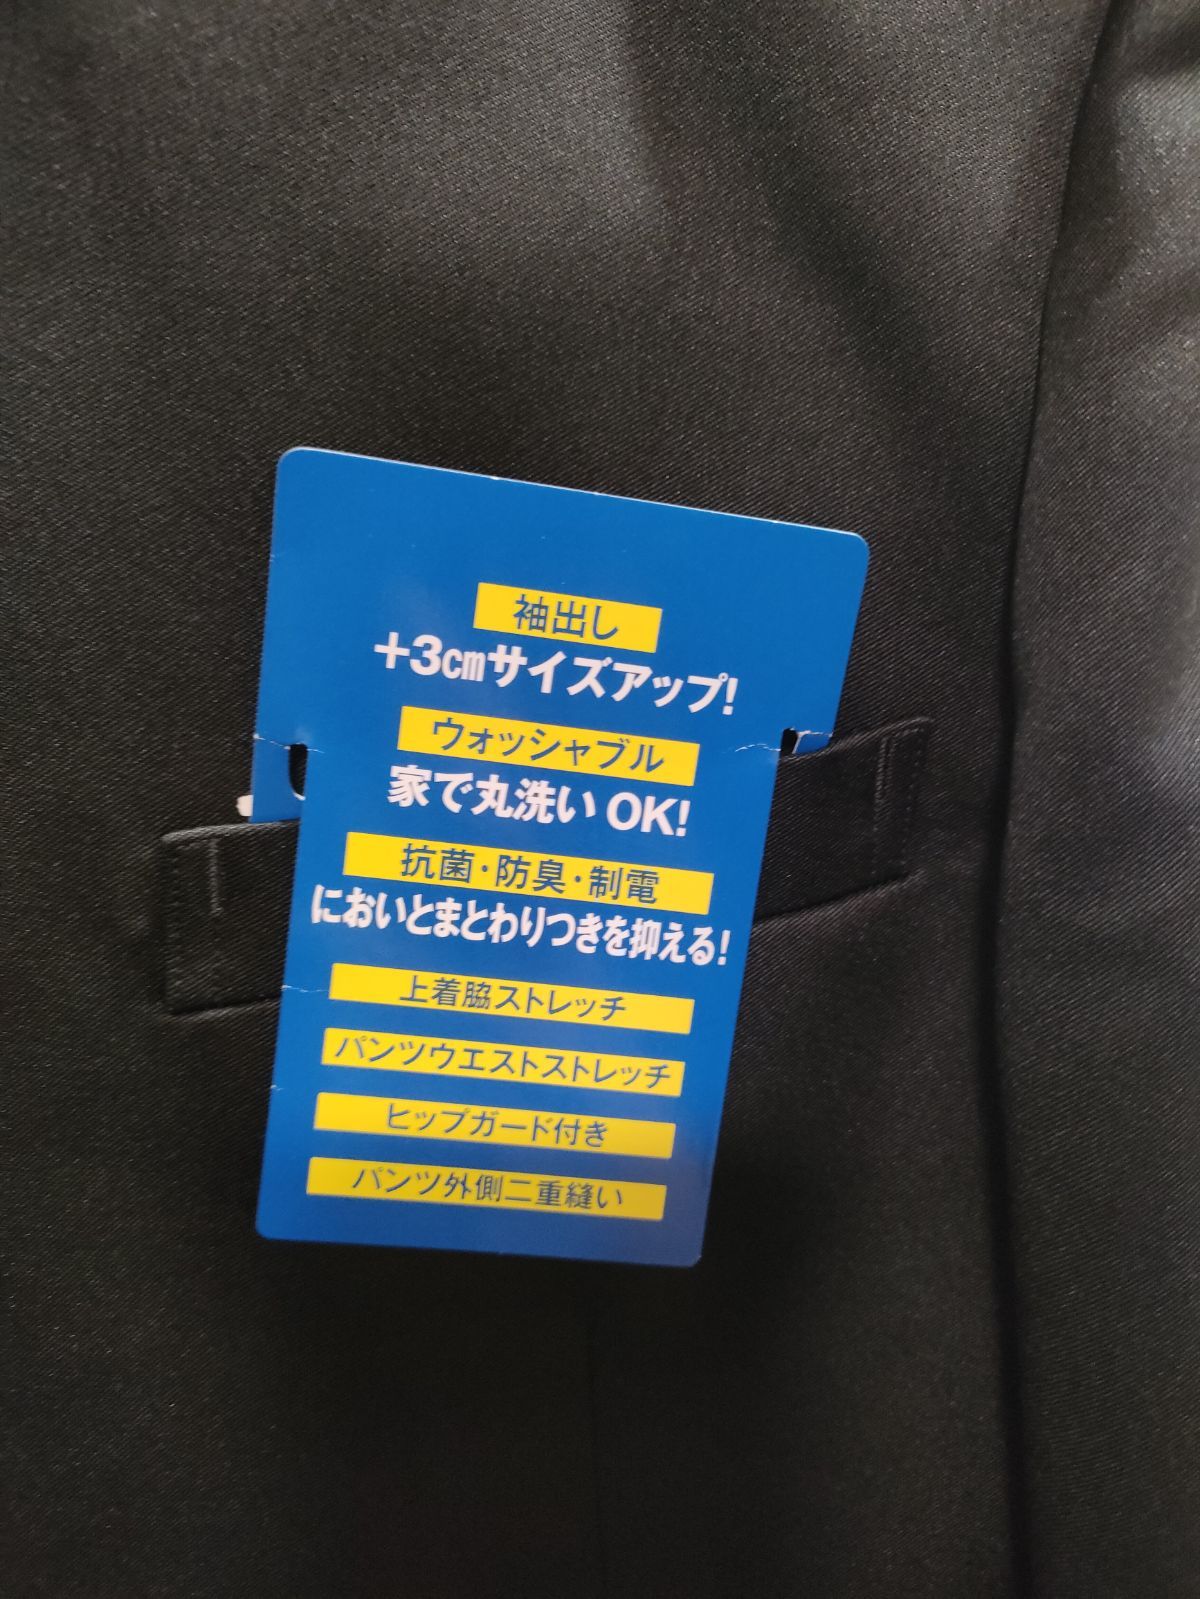 袖出し
+3㎝サイズアップ!
ウォッシャブル
家で丸洗いOK!
抗菌・防臭・制電
においとまとわりつきを抑える!
上着脇ストレッチ
パンツウエストストレッチ
ヒップガード付き
パンツ外側二重縫い